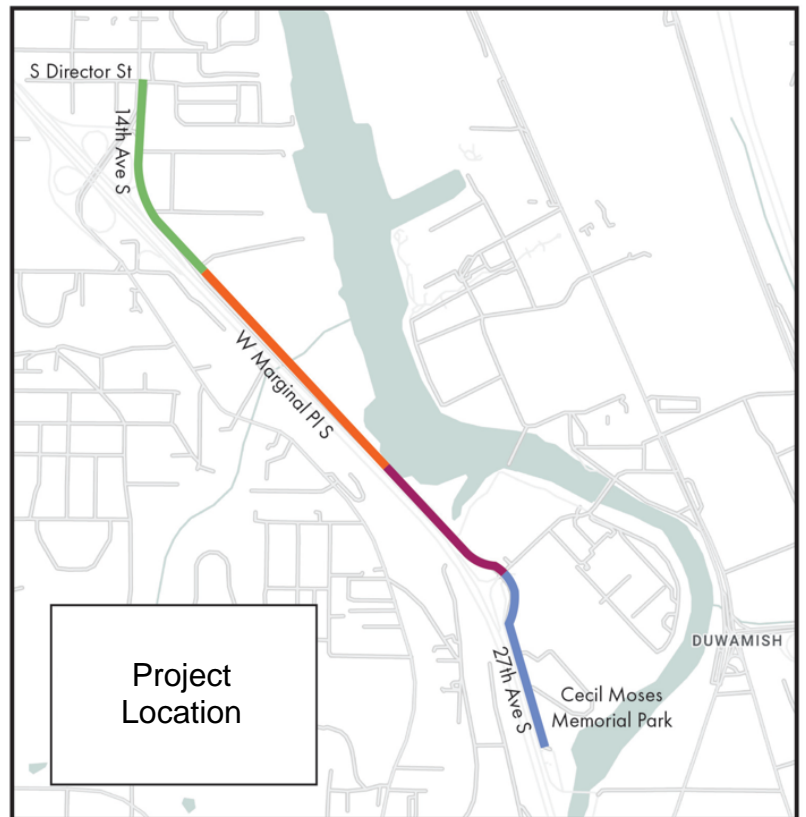 S Director St
14th Ave S
W Marginal Pl S
27th Ave S
DUWAMISH
Cecil Moses
Memorial Park
Project
Location